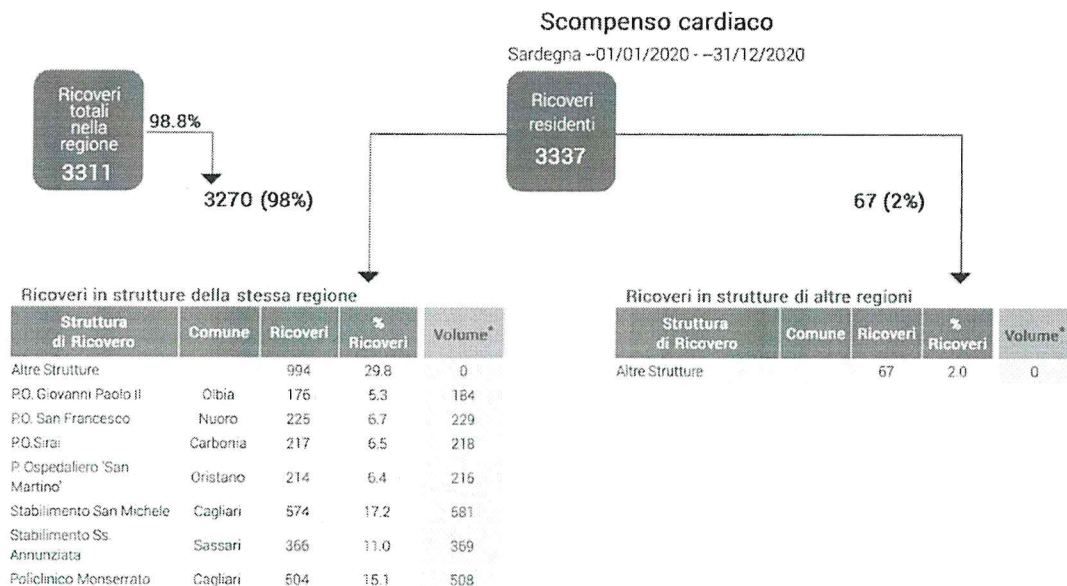 Scompenso cardiaco
Sardegna --01/01/2020 - --31/12/2020
Ricoveri
totali
nella
regione
3311
98.8%
3270 (98%)
Ricoveri
residenti
3337
67 (2%)
Ricoveri in strutture della stessa regione
Struttura di Ricovero Comune Ricoveri % Ricoveri Volume*
Altre Strutture 994 29.8 0
P.O. Giovanni Paolo II Olbia 176 5.3 184
P.O. San Francesco Nuoro 225 6.7 229
P.O.Sirai Carbonia 217 6.5 218
P. Ospedaliero 'San
Martino' Oristano 214 6.4 215
Stabilimento San Michele Cagliari 574 17.2 581
Stabilimento Ss.
Annunziata Sassari 366 11.0 369
Policlinico Monserrato Cagliari 504 15.1 508
Ricoveri in strutture di altre regioni
Struttura di Ricovero Comune Ricoveri % Ricoveri Volume*
Altre Strutture 67 2.0 0